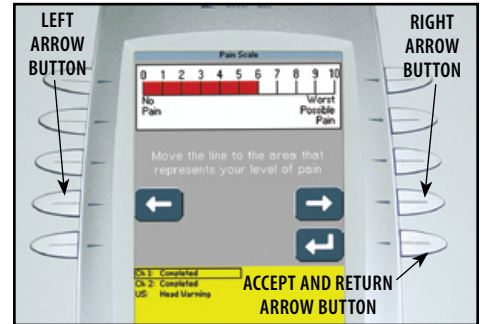 LEFT
ARROW
BUTTON
RIGHT
ARROW
BUTTON
Pain Scale
0 1 2 3 4 5 6 7 8 9 10
No
Pain
Worst
Possible
Pain
Move the line to the area that
represents your level of pain
Ch 1: Completed
Ch 2: Completed
US: Head Warming
ACCEPT AND RETURN
ARROW BUTTON